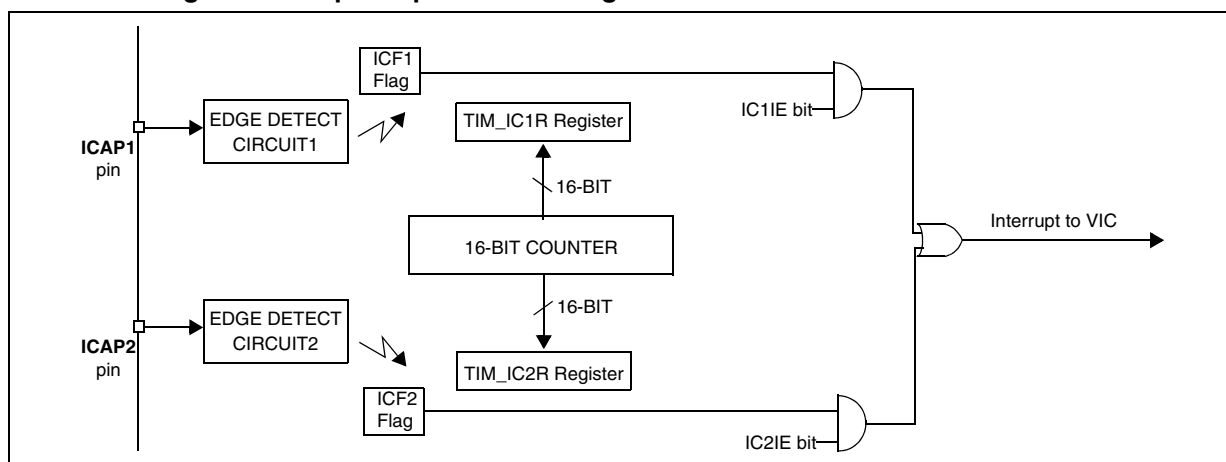 ICF1
Flag
IC1IE bit
EDGE DETECT
CIRCUIT1
TIM_IC1R Register
ICAP1
pin
16-BIT
Interrupt to VIC
16-BIT COUNTER
16-BIT
EDGE DETECT
CIRCUIT2
ICAP2
pin
TIM_IC2R Register
ICF2
Flag
IC2IE bit